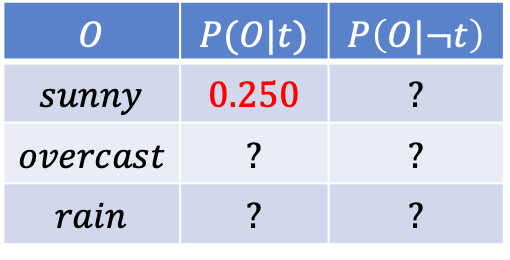 O P(O|t) P(O|¬t)
sunny 0.250 ?
overcast ? ?
rain ? ?